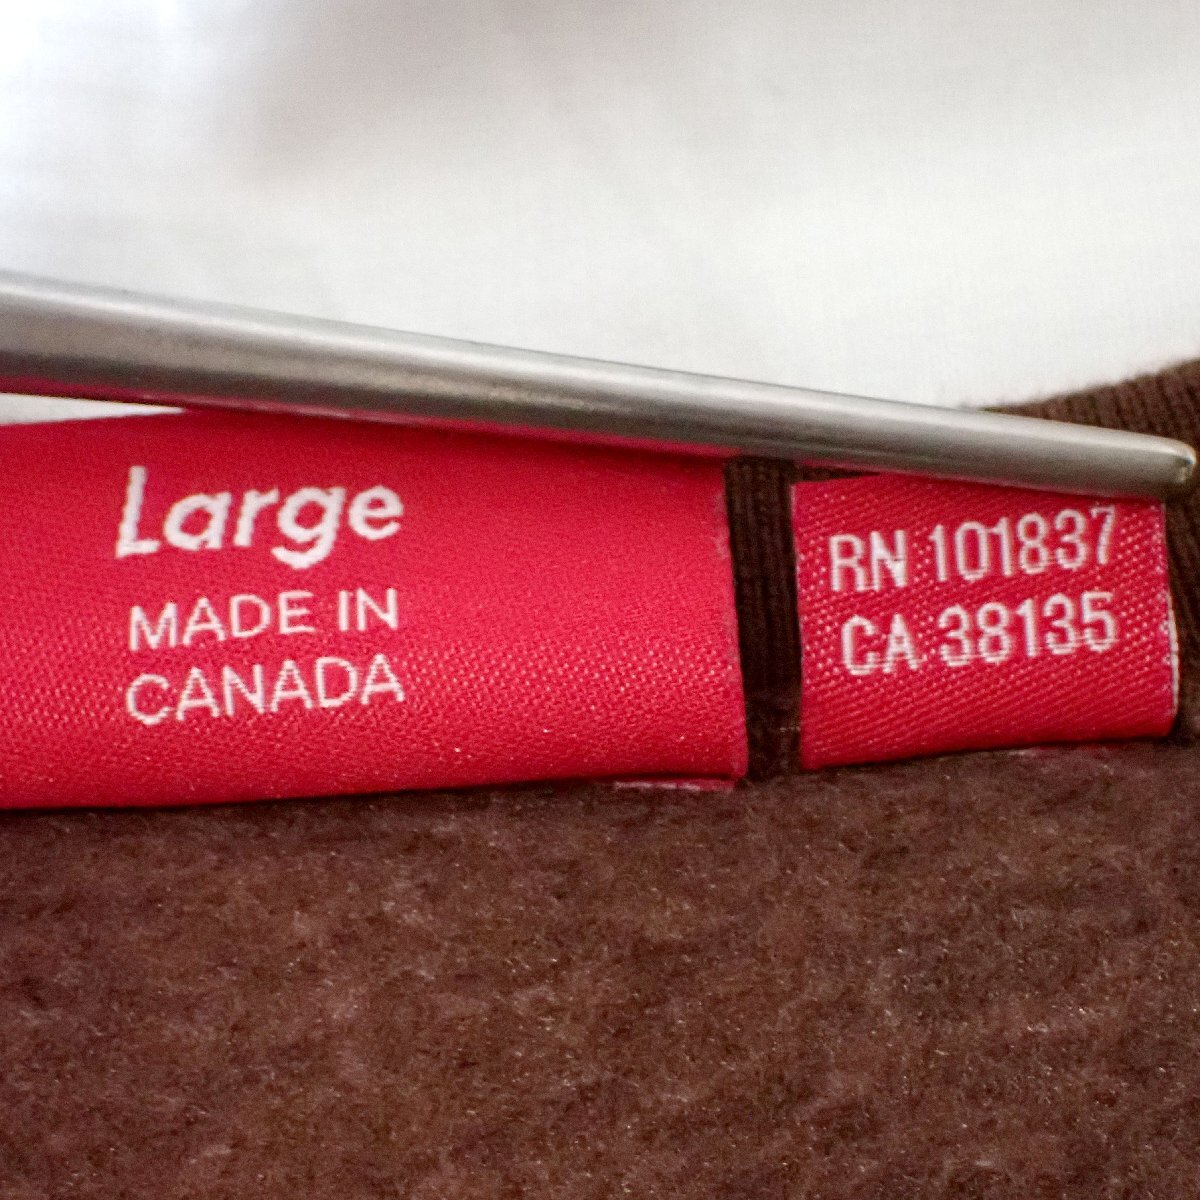 Large
MADE IN
CANADA
RN 101837
CA 38135